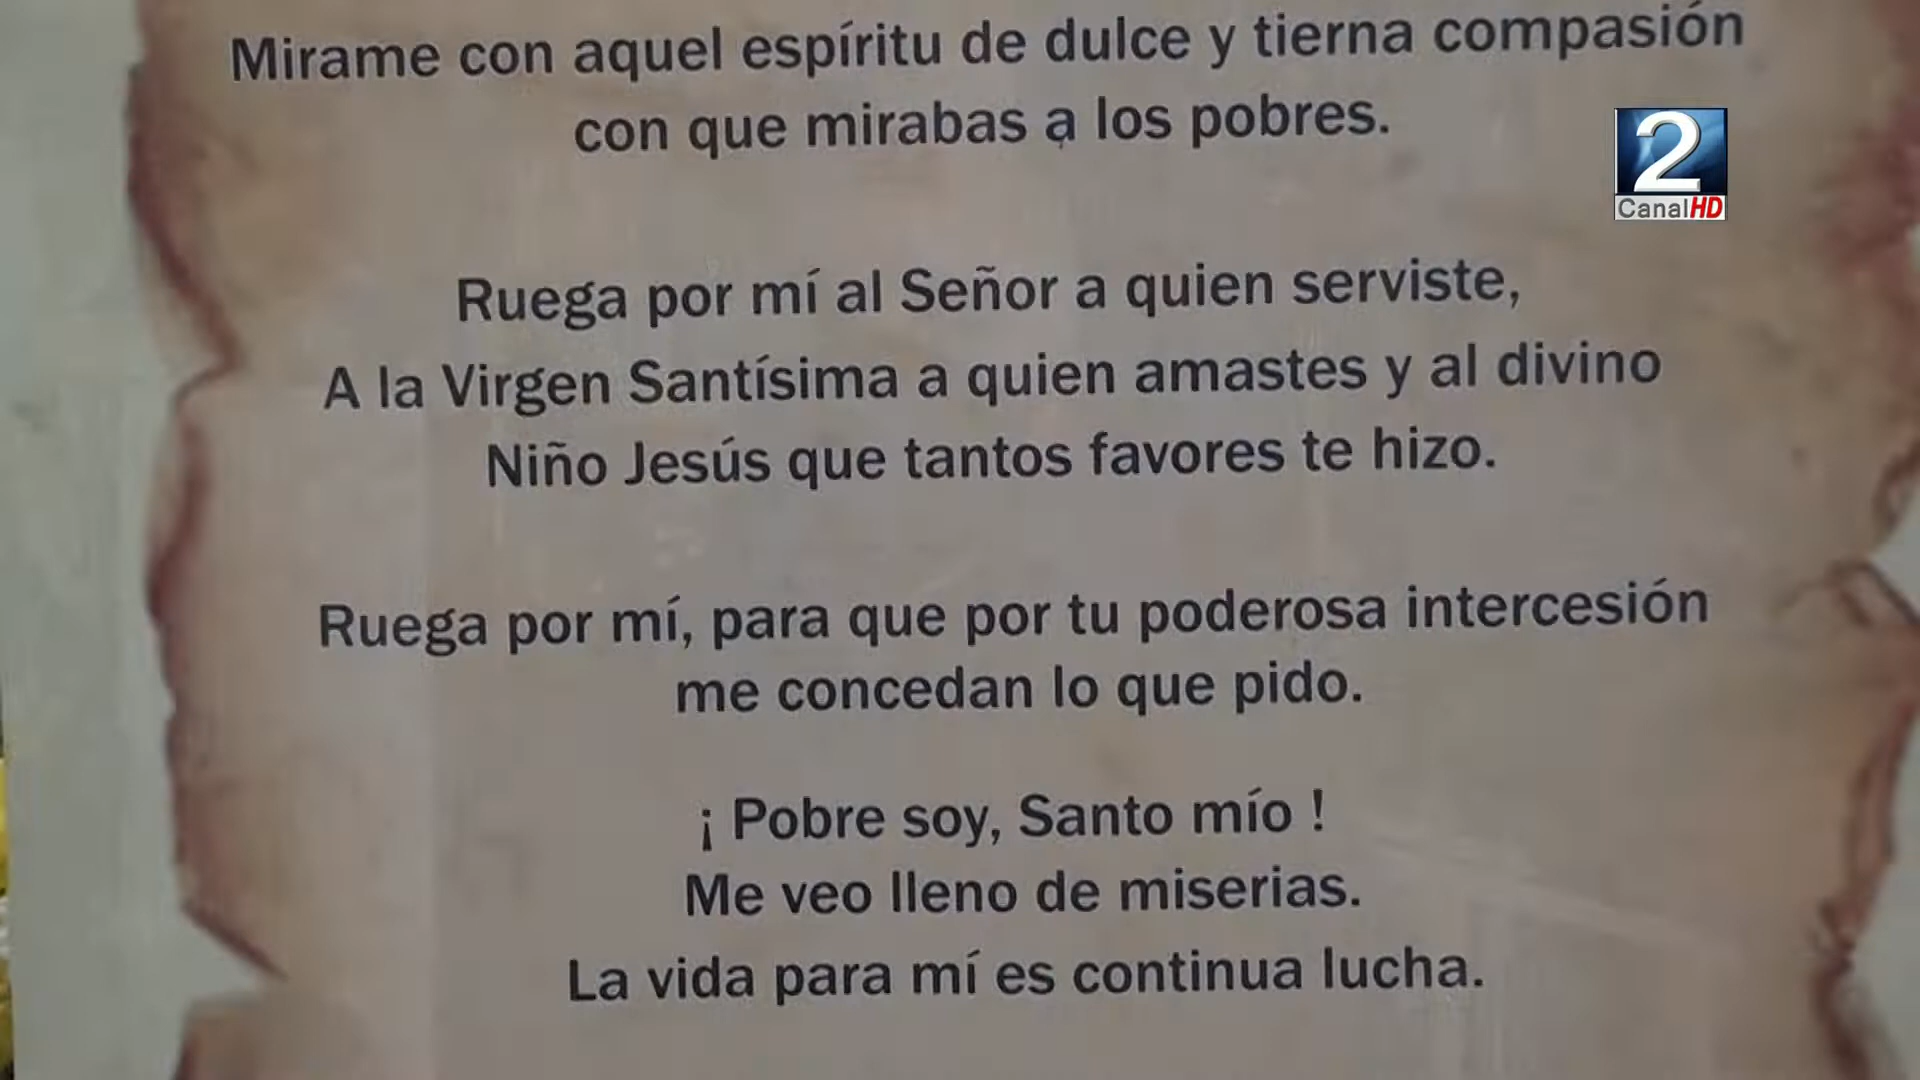 Mirame con aquel espíritu de dulce y tierna compasión
con que mirabas a los pobres.
2
CanalHD
Ruega por mí al Señor a quien serviste,
A la Virgen Santísima a quien amastes y al divino
Niño Jesús que tantos favores te hizo.
Ruega por mí, para que por tu poderosa intercesión
me concedan lo que pido.
¡ Pobre soy, Santo mío !
Me veo lleno de miserias.
La vida para mí es continua lucha.